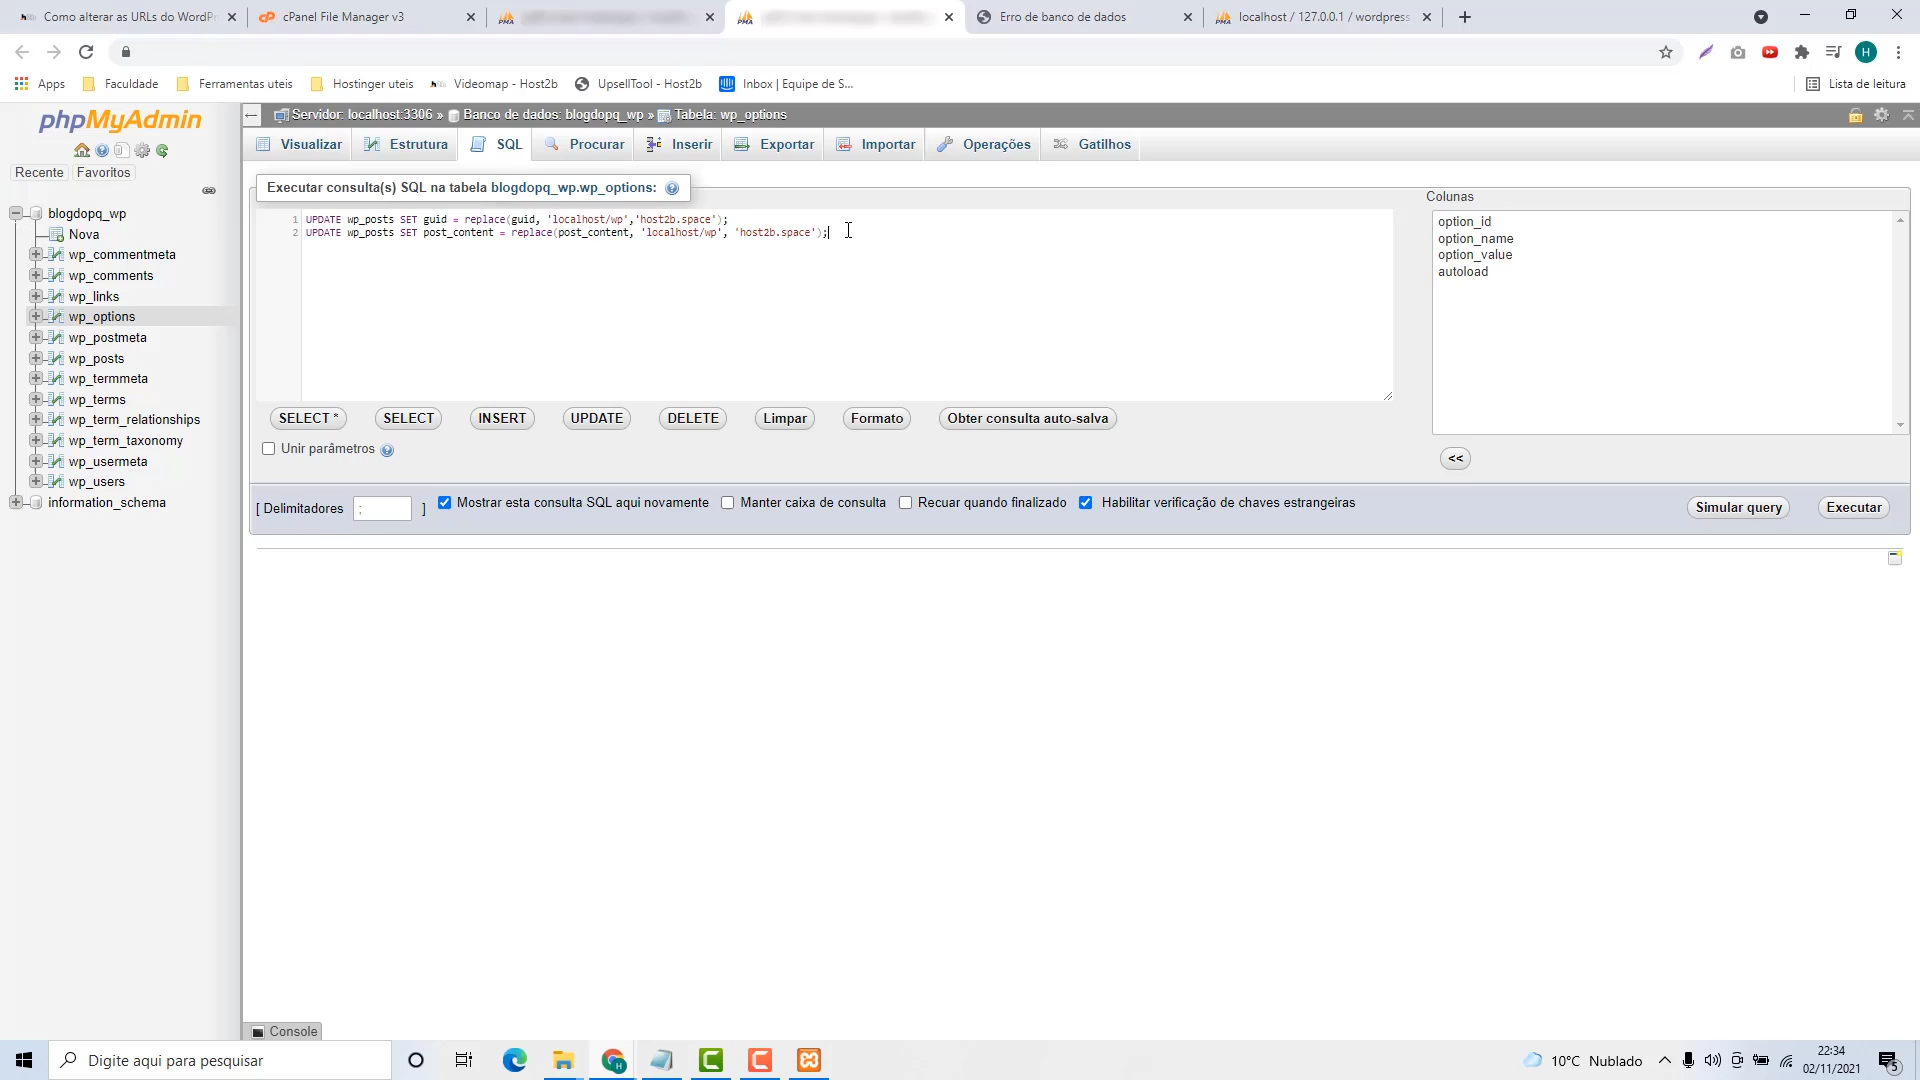 Como alterar as URLs do WordPr
cPanel File Manager v3
Erro de banco de dados
localhost / 127.0.0.1 / wordpress
H
Apps
Faculdade
Ferramentas uteis
Hostinger uteis
Videomap - Host2b
UpsellTool - Host2b
Inbox | Equipe de S...
Lista de leitura
phpMyAdmin
Servidor: localhost:3306 » Banco de dados: blogdopq_wp » Tabela: wp_options
Visualizar
Estrutura
SQL
Procurar
Inserir
Exportar
Importar
Operações
Gatilhos
Recente
Favoritos
blogdopq_wp
Nova
wp_commentmeta
wp_comments
wp_links
wp_options
wp_postmeta
wp_posts
wp_termmeta
wp_terms
wp_term_relationships
wp_term_taxonomy
wp_usermeta
wp_users
information_schema
Executar consulta(s) SQL na tabela blogdopq_wp.wp_options:
1 UPDATE wp_posts SET guid = replace(guid, 'localhost/wp','host2b.space');
2 UPDATE wp_posts SET post_content = replace(post_content, 'localhost/wp', 'host2b.space');
Colunas
option_id
option_name
option_value
autoload
<<
SELECT *
SELECT
INSERT
UPDATE
DELETE
Limpar
Formato
Obter consulta auto-salva
Unir parâmetros
[ Delimitadores ; ]
Mostrar esta consulta SQL aqui novamente
Manter caixa de consulta
Recuar quando finalizado
Habilitar verificação de chaves estrangeiras
Simular query
Executar
Console
Digite aqui para pesquisar
10°C Nublado
22:34
02/11/2021
5